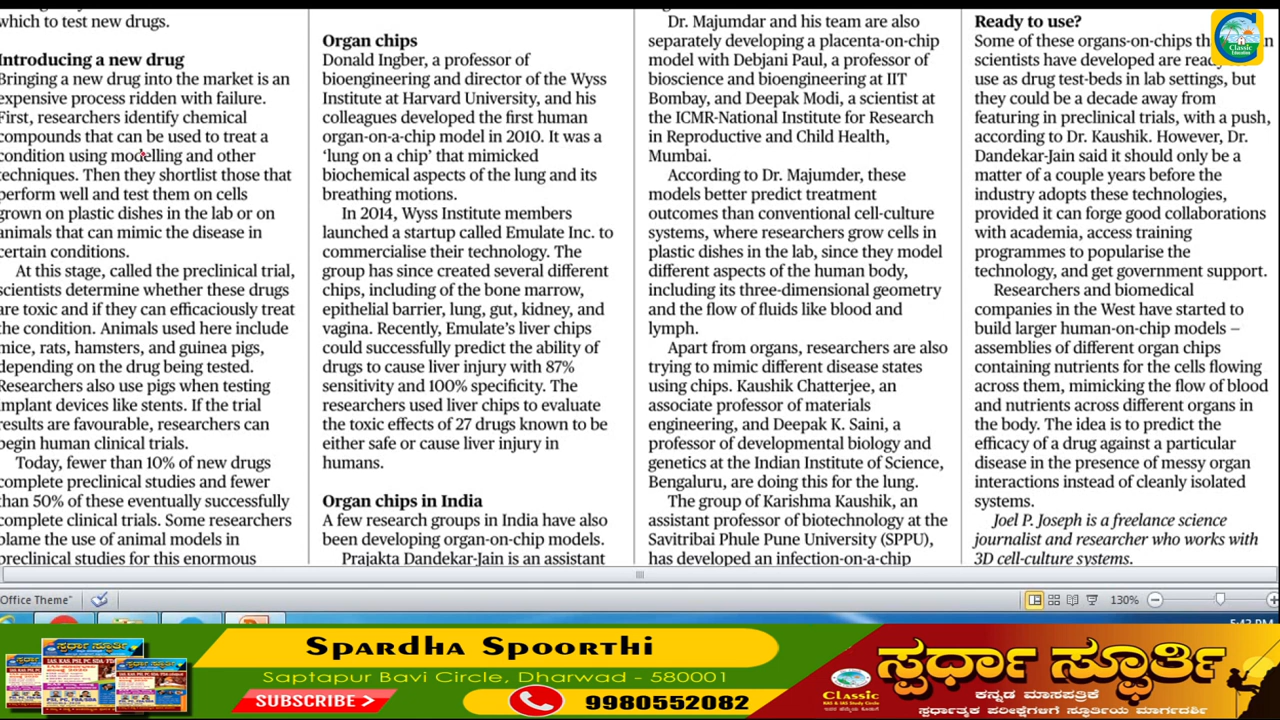 which to test new drugs.
Introducing a new drug
Bringing a new drug into the market is an
expensive process ridden with failure.
First, researchers identify chemical
compounds that can be used to treat a
condition using modelling and other
techniques. Then they shortlist those that
perform well and test them on cells
grown on plastic dishes in the lab or on
animals that can mimic the disease in
certain conditions.
At this stage, called the preclinical trial,
scientists determine whether these drugs
are toxic and if they can efficaciously treat
the condition. Animals used here include
mice, rats, hamsters, and guinea pigs,
depending on the drug being tested.
Researchers also use pigs when testing
implant devices like stents. If the trial
results are favourable, researchers can
begin human clinical trials.
Today, fewer than 10% of new drugs
complete preclinical studies and fewer
than 50% of these eventually successfully
complete clinical trials. Some researchers
blame the use of animal models in
preclinical studies for this enormous
Organ chips
Donald Ingber, a professor of
bioengineering and director of the Wyss
Institute at Harvard University, and his
colleagues developed the first human
organ-on-a-chip model in 2010. It was a
‘lung on a chip’ that mimicked
biochemical aspects of the lung and its
breathing motions.
In 2014, Wyss Institute members
launched a startup called Emulate Inc. to
commercialise their technology. The
group has since created several different
chips, including of the bone marrow,
epithelial barrier, lung, gut, kidney, and
vagina. Recently, Emulate’s liver chips
could successfully predict the ability of
drugs to cause liver injury with 87%
sensitivity and 100% specificity. The
researchers used liver chips to evaluate
the toxic effects of 27 drugs known to be
either safe or cause liver injury in
humans.
Organ chips in India
A few research groups in India have also
been developing organ-on-chip models.
Prajakta Dandekar-Jain is an assistant
Dr. Majumdar and his team are also
separately developing a placenta-on-chip
model with Debjani Paul, a professor of
bioscience and bioengineering at IIT
Bombay, and Deepak Modi, a scientist at
the ICMR-National Institute for Research
in Reproductive and Child Health,
Mumbai.
According to Dr. Majumder, these
models better predict treatment
outcomes than conventional cell-culture
systems, where researchers grow cells in
plastic dishes in the lab, since they model
different aspects of the human body,
including its three-dimensional geometry
and the flow of fluids like blood and
lymph.
Apart from organs, researchers are also
trying to mimic different disease states
using chips. Kaushik Chatterjee, an
associate professor of materials
engineering, and Deepak K. Saini, a
professor of developmental biology and
genetics at the Indian Institute of Science,
Bengaluru, are doing this for the lung.
The group of Karishma Kaushik, an
assistant professor of biotechnology at the
Savitribai Phule Pune University (SPPU),
has developed an infection-on-a-chip
Ready to use?
Some of these organs-on-chips
scientists have developed are
use as drug test-beds in lab settings, but
they could be a decade away from
featuring in preclinical trials, with a push,
according to Dr. Kaushik. However, Dr.
Dandekar-Jain said it should only be a
matter of a couple years before the
industry adopts these technologies,
provided it can forge good collaborations
with academia, access training
programmes to popularise the
technology, and get government support.
Researchers and biomedical
companies in the West have started to
build larger human-on-chip models –
assemblies of different organ chips
containing nutrients for the cells flowing
across them, mimicking the flow of blood
and nutrients across different organs in
the body. The idea is to predict the
efficacy of a drug against a particular
disease in the presence of messy organ
interactions instead of cleanly isolated
systems.
Joel P. Joseph is a freelance science
journalist and researcher who works with
3D cell-culture systems.
Classic
Education
Office Theme"
130%
Spardha Spoorthi
Saptapur Bavi Circle, Dharwad - 580001
SUBSCRIBE
9980552082
ಸ್ಪರ್ಧಾ ಸ್ಫೂರ್ತಿ
Classic
KAS & IAS Study Circle
ಕನ್ನಡ ಮಾಸಪತ್ರಿಕೆ
ಸ್ಪರ್ಧಾತ್ಮಕ ಪರೀಕ್ಷೆಗಳಿಗೆ ಸ್ಫೂರ್ತಿಯ ಮಾರ್ಗದರ್ಶಿ